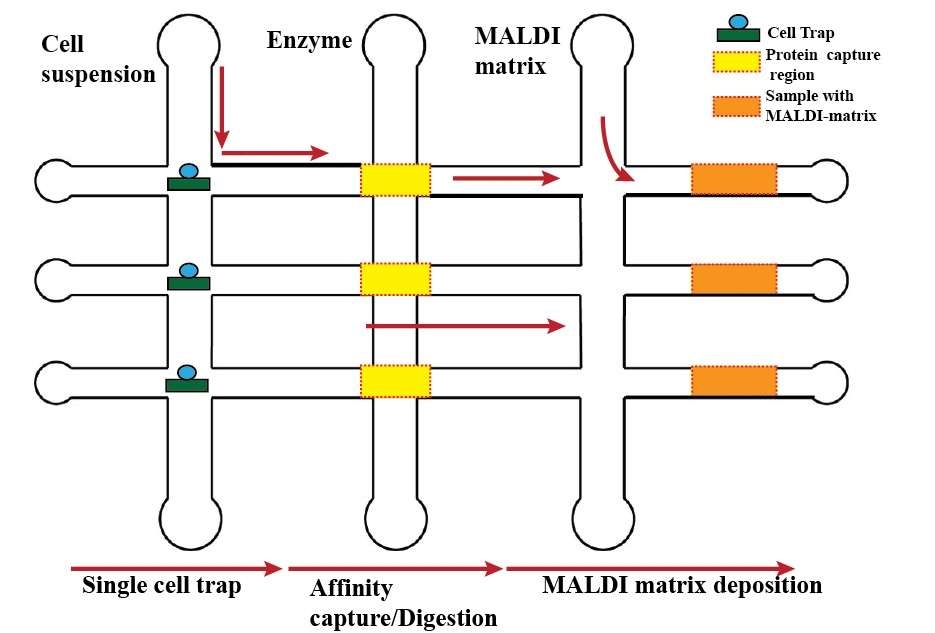 Cell
suspension
Enzyme
MALDI
matrix
Cell Trap
Protein capture
region
Sample with
MALDI-matrix
Single cell trap
Affinity
capture/Digestion
MALDI matrix deposition